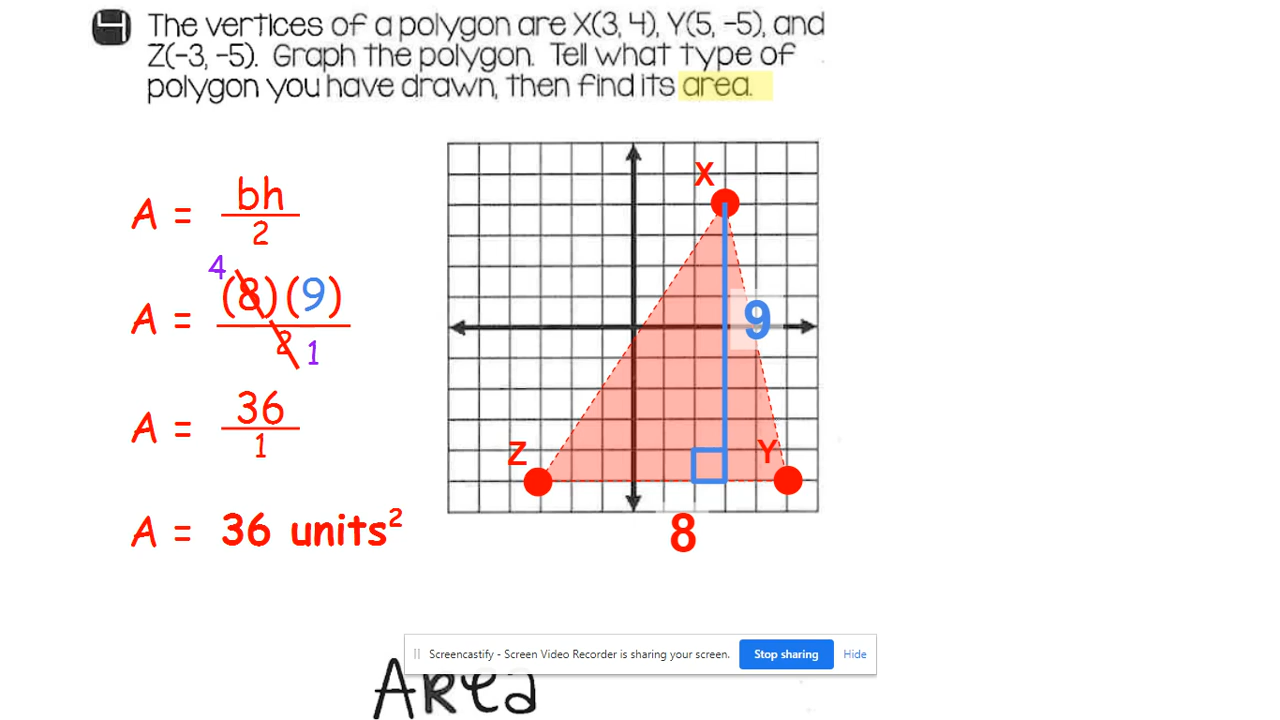 4 The vertices of a polygon are X(3, 4), Y(5, -5), and
Z(-3, -5). Graph the polygon. Tell what type of
polygon you have drawn, then find its area.
A = bh/2
A = (8)(9)/2
4
1
A = 36/1
A = 36 units²
X
9
Z
Y
8
Screencastify - Screen Video Recorder is sharing your screen.
Stop sharing
Hide
Area